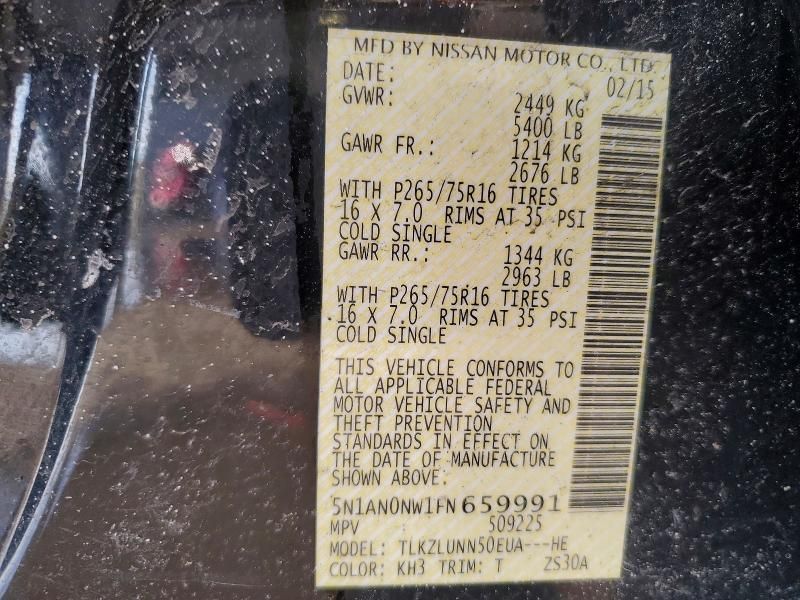 MFD BY NISSAN MOTOR CO., LTD.
DATE: 02/15
GVWR: 2449 KG
5400 LB
GAWR FR.: 1214 KG
2676 LB
WITH P265/75R16 TIRES
16 X 7.0 RIMS AT 35 PSI
COLD SINGLE
GAWR RR.: 1344 KG
2963 LB
WITH P265/75R16 TIRES
16 X 7.0 RIMS AT 35 PSI
COLD SINGLE
THIS VEHICLE CONFORMS TO
ALL APPLICABLE FEDERAL
MOTOR VEHICLE SAFETY AND
THEFT PREVENTION
STANDARDS IN EFFECT ON
THE DATE OF MANUFACTURE
SHOWN ABOVE.
5N1AN0NW1FN659991
MPV 509225
MODEL: TLKZLUNN50EUA---HE
COLOR: KH3 TRIM: T ZS30A